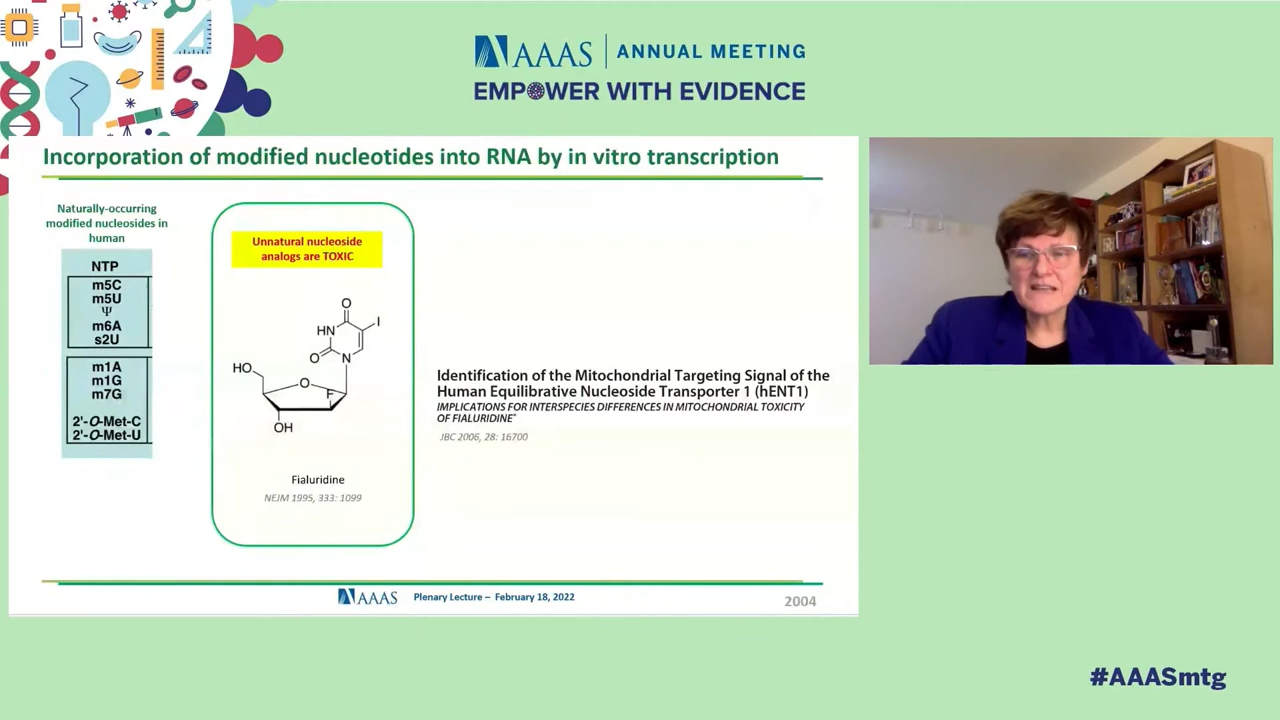 AAAS | ANNUAL MEETING
EMPOWER WITH EVIDENCE
Incorporation of modified nucleotides into RNA by in vitro transcription
Naturally-occurring
modified nucleosides in
human
NTP
m5C
m5U
Ψ
m6A
s2U
m1A
m1G
m7G
2'-O-Met-C
2'-O-Met-U
Unnatural nucleoside
analogs are TOXIC
O
I
HN
O
N
HO
O
F
OH
Fialuridine
NEJM 1995, 333: 1099
Identification of the Mitochondrial Targeting Signal of the
Human Equilibrative Nucleoside Transporter 1 (hENT1)
IMPLICATIONS FOR INTERSPECIES DIFFERENCES IN MITOCHONDRIAL TOXICITY
OF FIALURIDINE*
JBC 2006, 28: 16700
AAAS
Plenary Lecture – February 18, 2022
2004
#AAASmtg